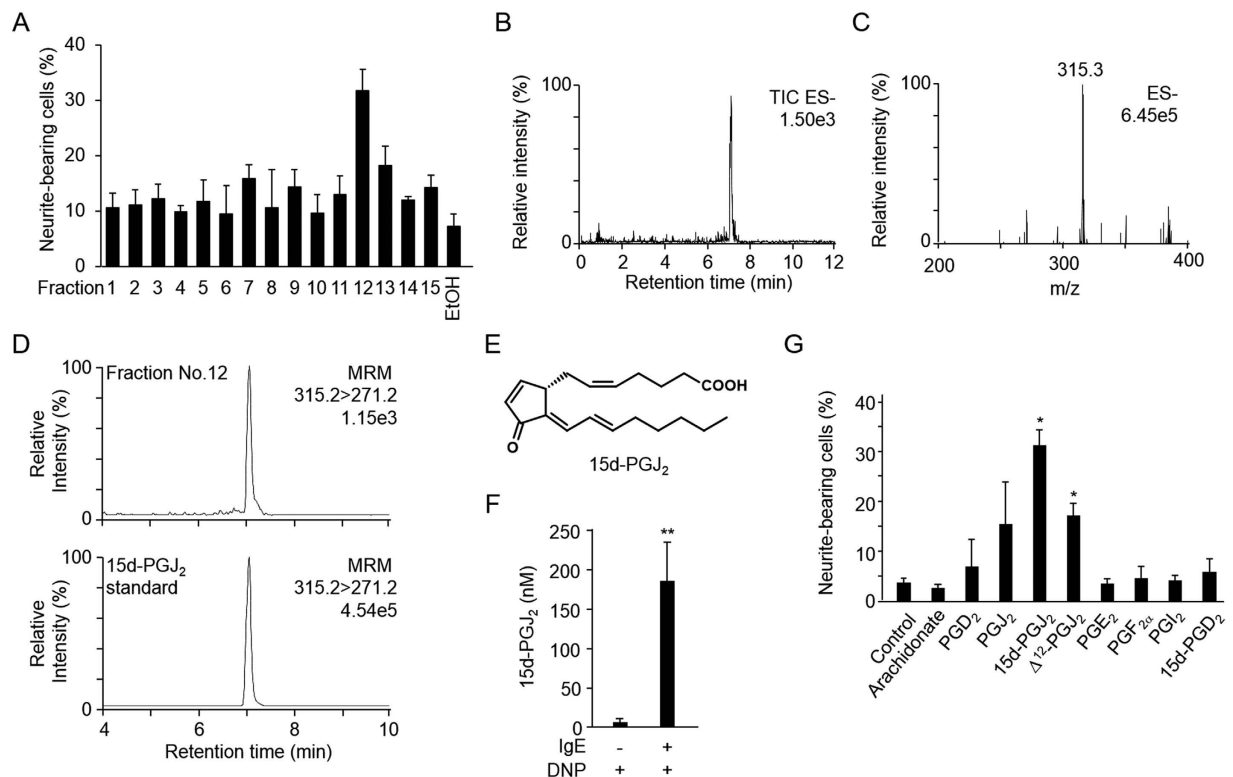 A
Neurite-bearing cells (%)
40
30
20
10
0
Fraction 1 2 3 4 5 6 7 8 9 10 11 12 13 14 15 EtOH
B
Relative intensity (%)
100
0
TIC ES-
1.50e3
0 2 4 6 8 10 12
Retention time (min)
C
Relative intensity (%)
100
0
315.3
ES-
6.45e5
200 300 400
m/z
D
Relative
Intensity (%)
100
0
Fraction No.12
MRM
315.2>271.2
1.15e3
Relative
Intensity (%)
100
0
15d-PGJ₂
standard
MRM
315.2>271.2
4.54e5
4 6 8 10
Retention time (min)
E
COOH
O
15d-PGJ₂
F
15d-PGJ₂ (nM)
250
200
150
100
50
0
**
IgE - +
DNP + +
G
Neurite-bearing cells (%)
40
30
20
10
0
*
*
Control
Arachidonate
PGD₂
PGJ₂
15d-PGJ₂
Δ¹²-PGJ₂
PGE₂
PGF₂α
PGI₂
15d-PGD₂